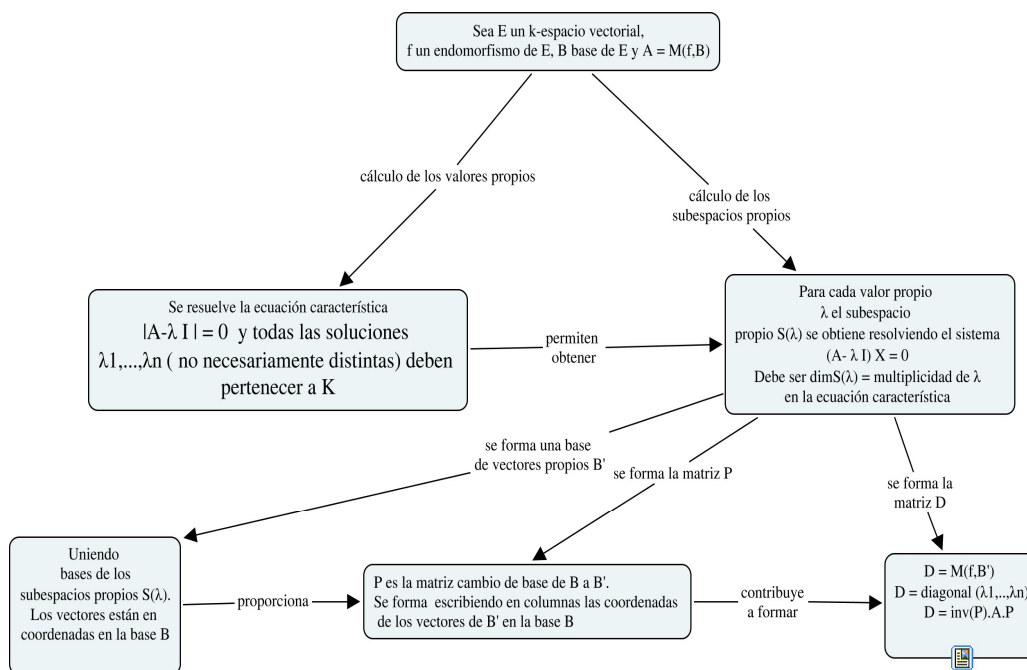 Sea E un k-espacio vectorial,
f un endomorfismo de E, B base de E y A = M(f,B)
cálculo de los valores propios
cálculo de los
subespacios propios
Se resuelve la ecuación característica
|A-λ I | = 0 y todas las soluciones
λ1,...,λn ( no necesariamente distintas) deben
pertenecer a K
permiten
obtener
Para cada valor propio
λ el subespacio
propio S(λ) se obtiene resolviendo el sistema
(A- λ I) X = 0
Debe ser dimS(λ) = multiplicidad de λ
en la ecuación característica
se forma una base
de vectores propios B'
se forma la matriz P
se forma la
matriz D
Uniendo
bases de los
subespacios propios S(λ).
Los vectores están en
coordenadas en la base B
proporciona
P es la matriz cambio de base de B a B'.
Se forma escribiendo en columnas las coordenadas
de los vectores de B' en la base B
contribuye
a formar
D = M(f,B')
D = diagonal (λ1,..,λn)
D = inv(P).A.P